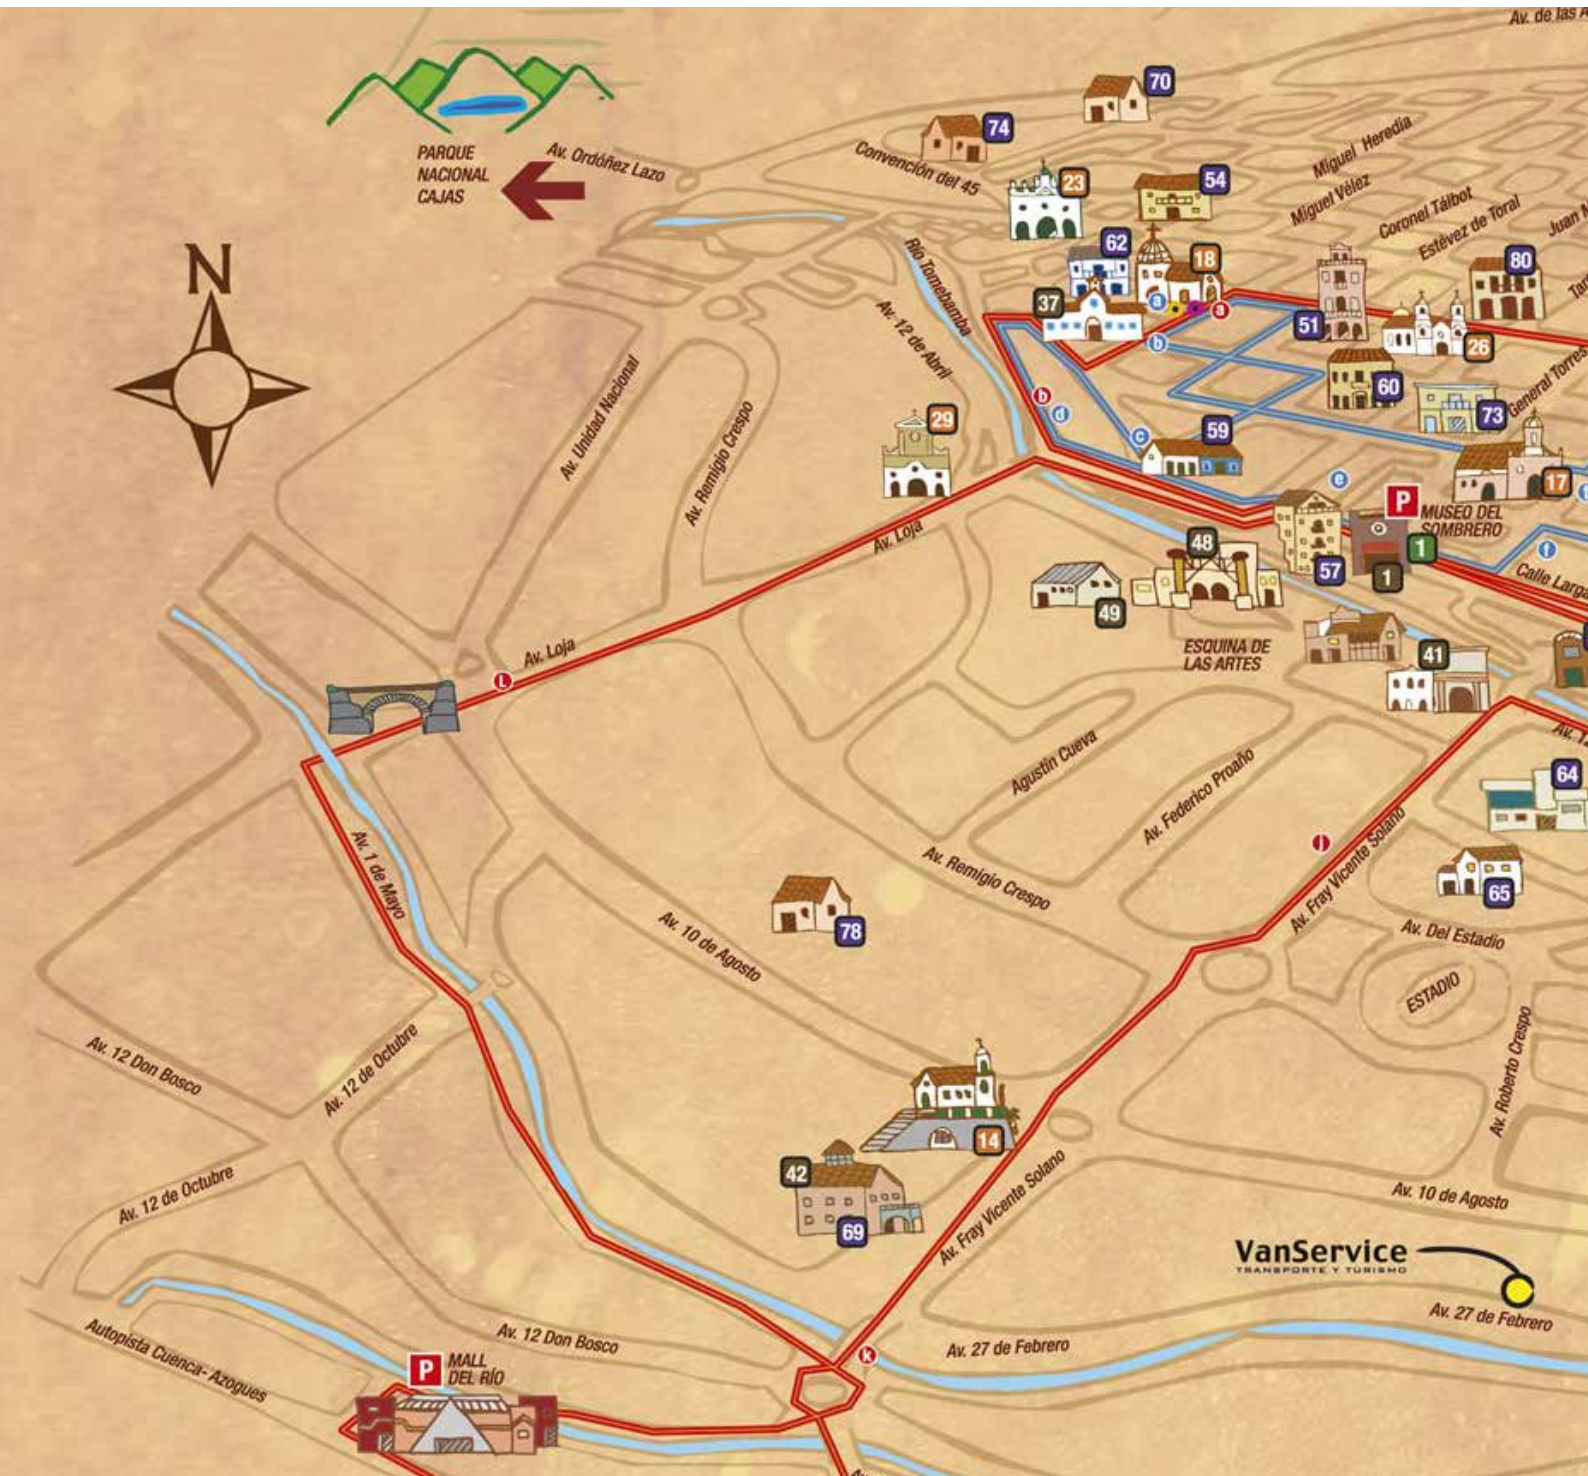 Av. de las A
70
74
PARQUE
NACIONAL
CAJAS
Av. Ordóñez Lazo
Convención del 45
Miguel Heredia
23
54
Miguel Vélez
Coronel Tálbot
Estévez de Toral
Juan
N
Río Tomebamba
62
18
80
37
a
a
51
Av. 12 de Abril
b
26
60
General Torres
b
d
73
29
c
59
Av. Unidad Nacional
Av. Remigio Crespo
e
17
P
MUSEO DEL
SOMBRERO
Av. Loja
48
1
f
57
1
Calle Larga
49
ESQUINA DE
LAS ARTES
41
Av. Loja
L
Av. 1
64
Agustín Cueva
Av. Federico Proaño
j
Av. 1 de Mayo
Av. Remigio Crespo
Av. Fray Vicente Solano
65
78
Av. 10 de Agosto
Av. Del Estadio
ESTADIO
Av. Roberto Crespo
Av. 12 Don Bosco
Av. 12 de Octubre
14
42
69
Av. 12 de Octubre
Av. Fray Vicente Solano
Av. 10 de Agosto
VanService
TRANSPORTE Y TURISMO
Av. 27 de Febrero
Autopista Cuenca- Azogues
Av. 12 Don Bosco
k
Av. 27 de Febrero
P
MALL
DEL RÍO